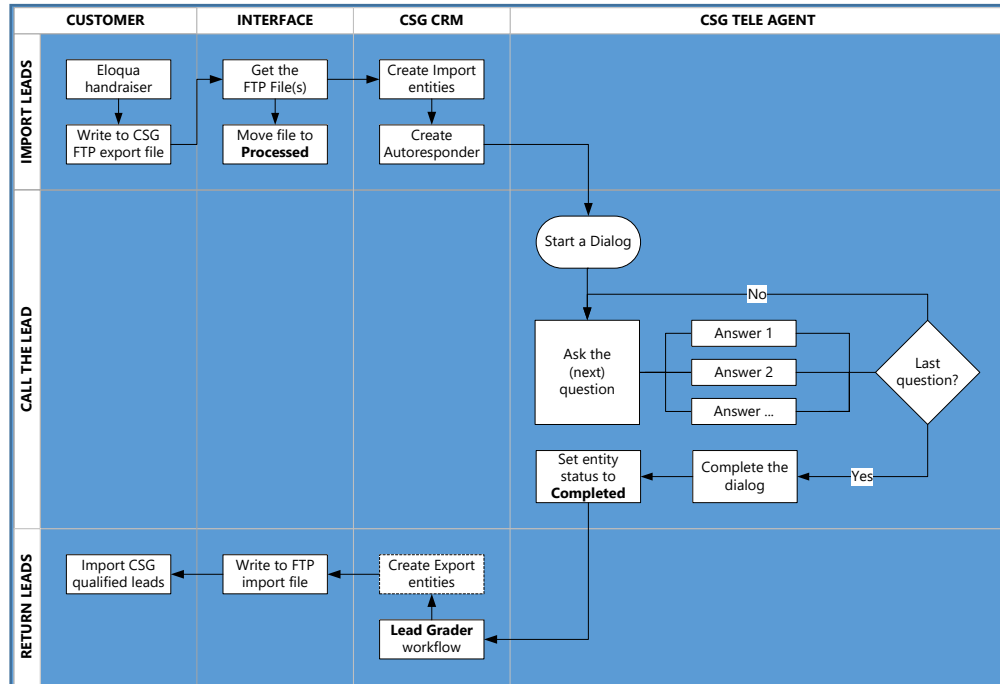 CUSTOMER
INTERFACE
CSG CRM
CSG TELE AGENT
IMPORT LEADS
Eloqua
handraiser
Get the
FTP File(s)
Create Import
entities
Write to CSG
FTP export file
Move file to
Processed
Create
Autoresponder
CALL THE LEAD
Start a Dialog
No
Ask the
(next)
question
Answer 1
Answer 2
Answer ...
Last
question?
Yes
Complete the
dialog
Set entity
status to
Completed
RETURN LEADS
Import CSG
qualified leads
Write to FTP
import file
Create Export
entities
Lead Grader
workflow